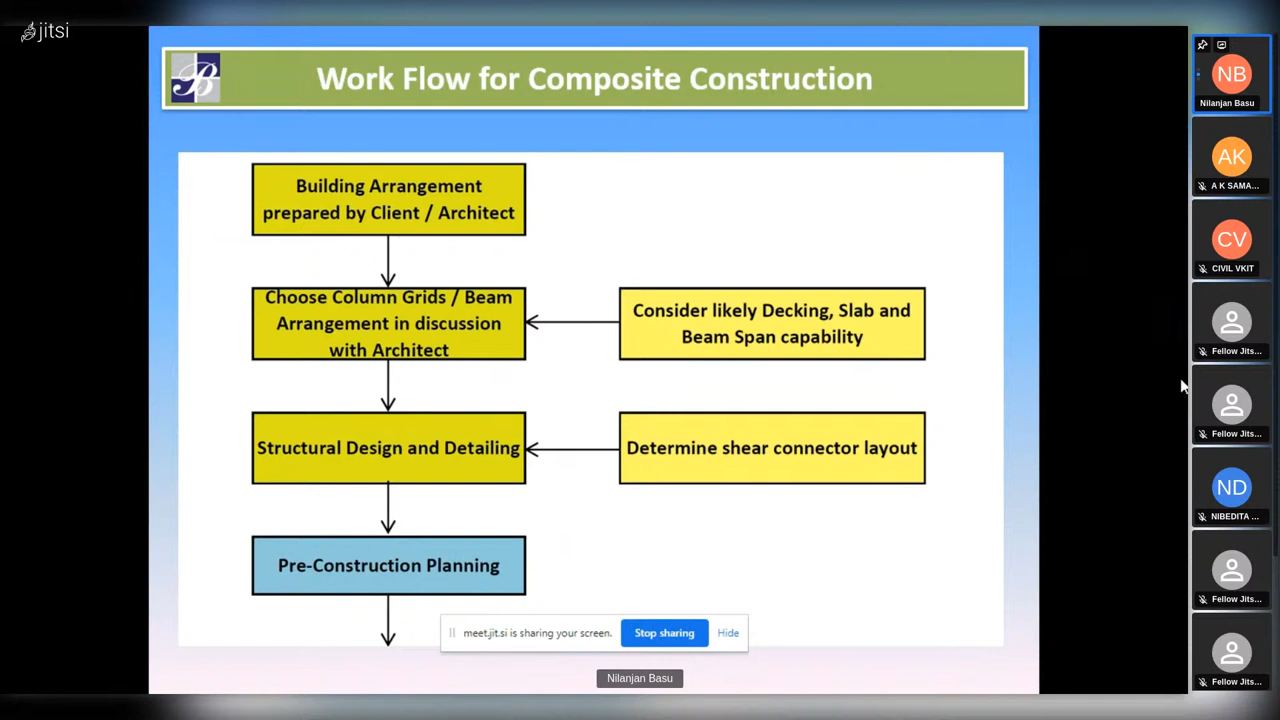 jitsi
B
Work Flow for Composite Construction
Building Arrangement
prepared by Client / Architect
Choose Column Grids / Beam
Arrangement in discussion
with Architect
Consider likely Decking, Slab and
Beam Span capability
Structural Design and Detailing
Determine shear connector layout
Pre-Construction Planning
meet.jit.si is sharing your screen.
Stop sharing
Hide
Nilanjan Basu
NB
Nilanjan Basu
AK
A K SAMA...
CV
CIVIL VKIT
Fellow Jits...
Fellow Jits...
ND
NIBEDITA ...
Fellow Jits...
Fellow Jits...